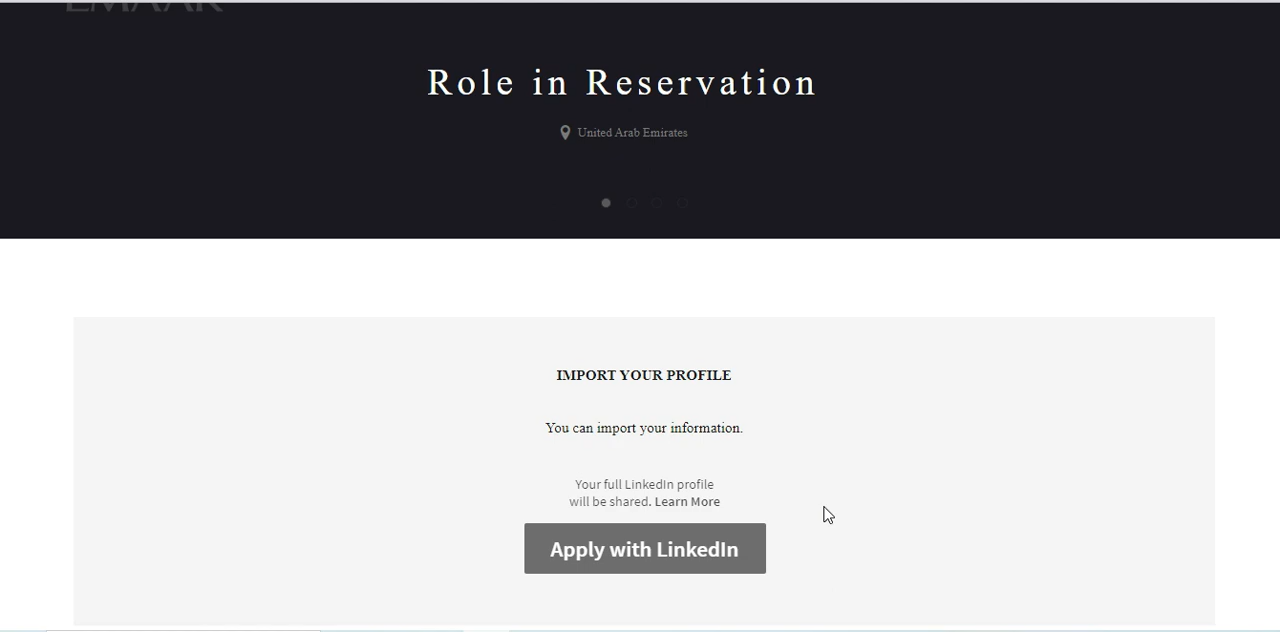 EMAAR
Role in Reservation
United Arab Emirates
IMPORT YOUR PROFILE
You can import your information.
Your full LinkedIn profile
will be shared. Learn More
Apply with LinkedIn